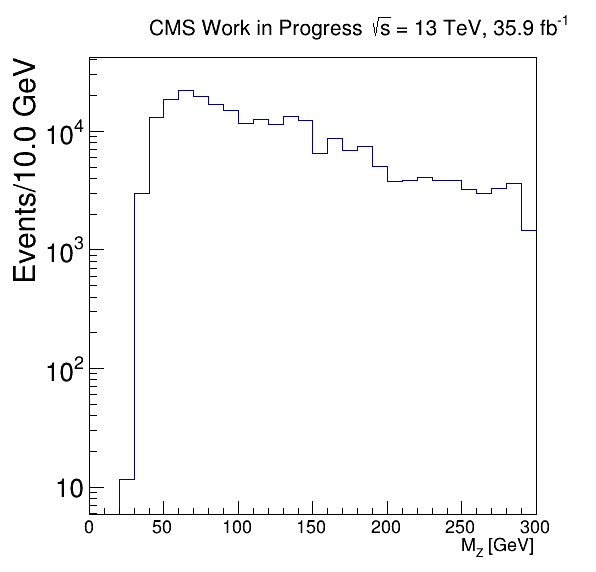 CMS Work in Progress √s = 13 TeV, 35.9 fb⁻¹
Events/10.0 GeV
10⁴
10³
10²
10
0 50 100 150 200 250 300
M_Z [GeV]